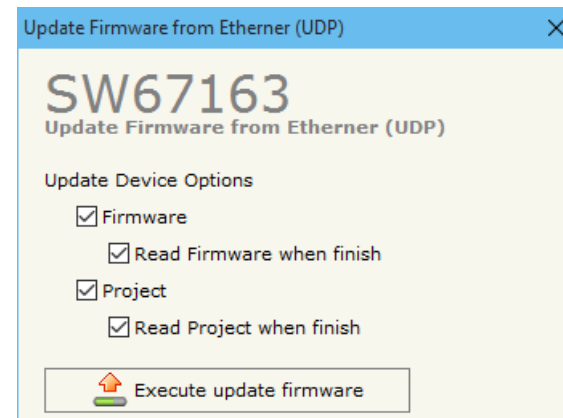 Update Firmware from Etherner (UDP)
SW67163
Update Firmware from Etherner (UDP)
Update Device Options
Firmware
Read Firmware when finish
Project
Read Project when finish
Execute update firmware